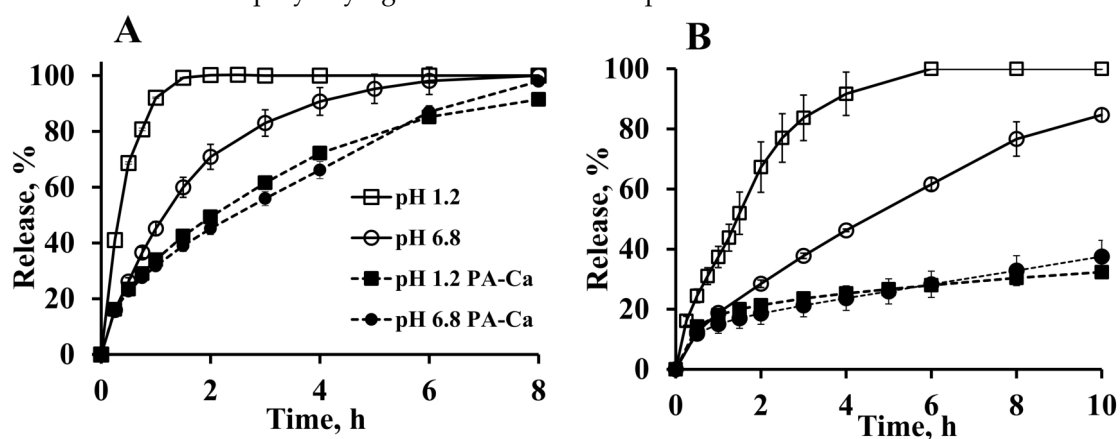 A
Release, %
100
80
60
40
20
0
0 2 4 6 8
Time, h
pH 1.2
pH 6.8
pH 1.2 PA-Ca
pH 6.8 PA-Ca
B
Release, %
100
80
60
40
20
0
0 2 4 6 8 10
Time, h